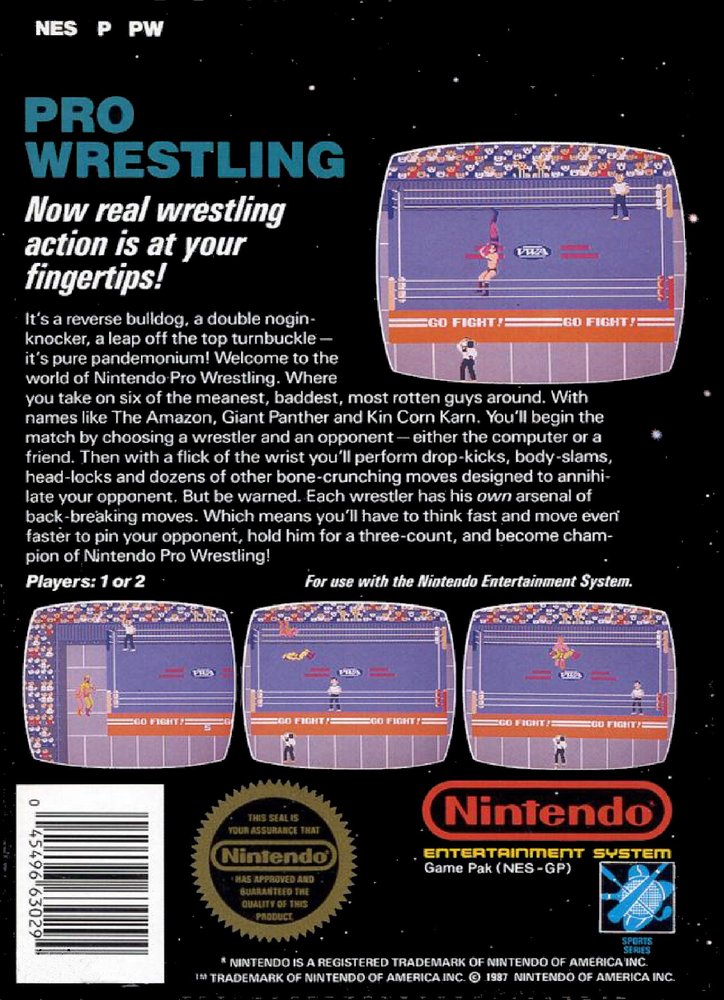 NES P PW
PRO
WRESTLING
Now real wrestling
action is at your
fingertips!
It's a reverse bulldog, a double nogin-
knocker, a leap off the top turnbuckle —
it's pure pandemonium! Welcome to the
world of Nintendo Pro Wrestling. Where
you take on six of the meanest, baddest, most rotten guys around. With
names like The Amazon, Giant Panther and Kin Corn Karn. You'll begin the
match by choosing a wrestler and an opponent — either the computer or a
friend. Then with a flick of the wrist you'll perform drop-kicks, body-slams,
head-locks and dozens of other bone-crunching moves designed to annihi-
late your opponent. But be warned. Each wrestler has his own arsenal of
back-breaking moves. Which means you'll have to think fast and move even
faster to pin your opponent, hold him for a three-count, and become cham-
pion of Nintendo Pro Wrestling!
VWA
GO FIGHT! GO FIGHT!
Players: 1 or 2
For use with the Nintendo Entertainment System.
VWA
GO FIGHT! G
5
VWA
GO FIGHT! GO FIGHT!
VWA
GO FIGHT! GO FIGHT!
0 45496 63029
THIS SEAL IS
YOUR ASSURANCE THAT
Nintendo®
HAS APPROVED AND
GUARANTEED THE
QUALITY OF THIS
PRODUCT.
Nintendo®
ENTERTAINMENT SYSTEM
Game Pak (NES-GP)
SPORTS
SERIES
® NINTENDO IS A REGISTERED TRADEMARK OF NINTENDO OF AMERICA INC.
™ TRADEMARK OF NINTENDO OF AMERICA INC. © 1987 NINTENDO OF AMERICA INC.